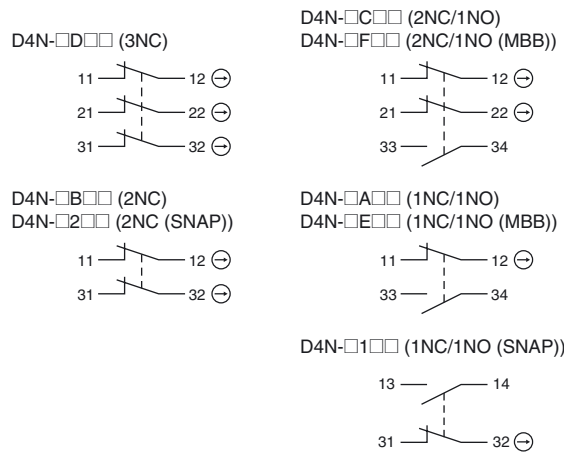 D4N-□D□□ (3NC)
11 12
21 22
31 32
D4N-□C□□ (2NC/1NO)
D4N-□F□□ (2NC/1NO (MBB))
11 12
21 22
33 34
D4N-□B□□ (2NC)
D4N-□2□□ (2NC (SNAP))
11 12
31 32
D4N-□A□□ (1NC/1NO)
D4N-□E□□ (1NC/1NO (MBB))
11 12
33 34
D4N-□1□□ (1NC/1NO (SNAP))
13 14
31 32